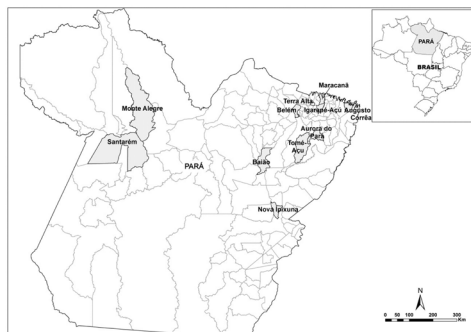 PARÁ
BRASIL
Maracanã
Terra Alta
Igarapé-Açú
Augusto
Corrêa
Belém
Monte Alegre
Aurora do
Pará
Tomé-
Açu
Santarém
PARÁ
Baião
Nova Ipixuna
N
0 50 100 200 300
Km